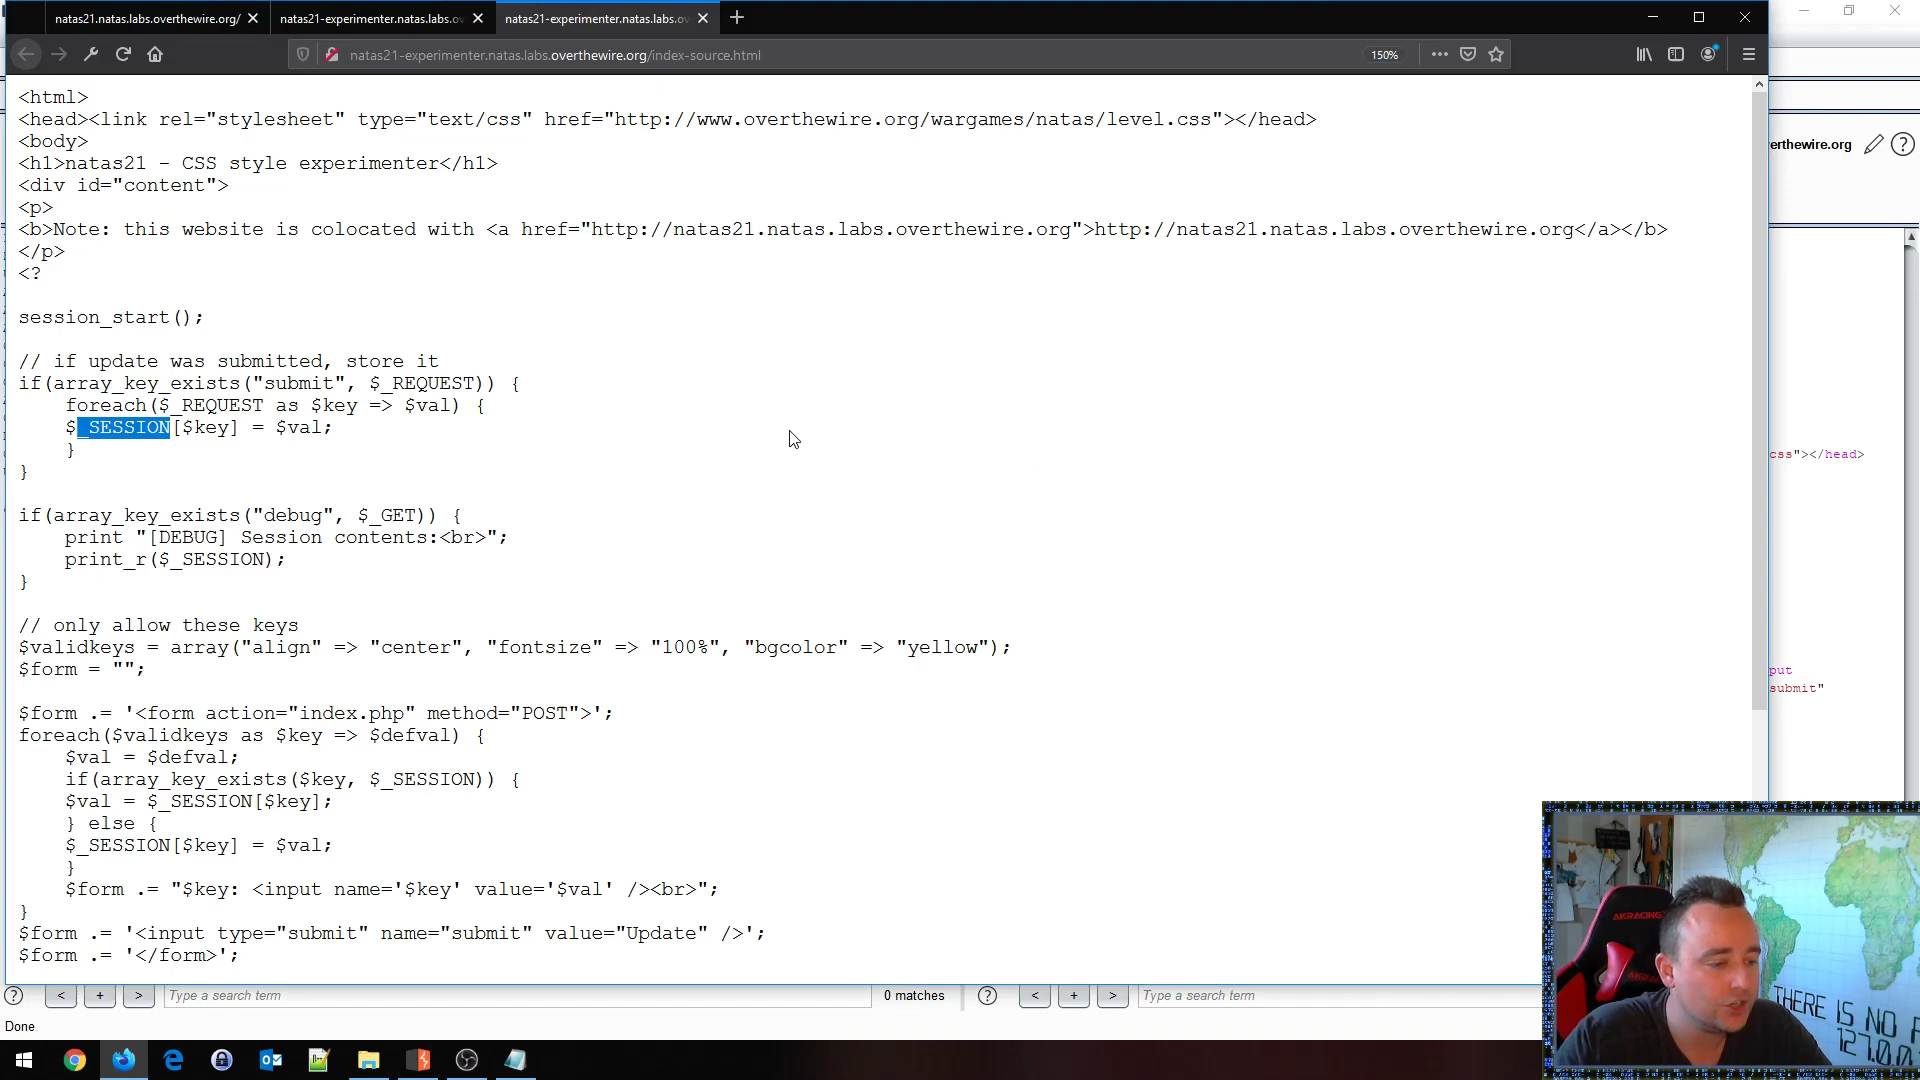 natas21.natas.labs.overthewire.org/
natas21-experimenter.natas.labs.ov
natas21-experimenter.natas.labs.ov
natas21-experimenter.natas.labs.overthewire.org/index-source.html
150%
<html>
<head><link rel="stylesheet" type="text/css" href="http://www.overthewire.org/wargames/natas/level.css"></head>
<body>
<h1>natas21 - CSS style experimenter</h1>
<div id="content">
<p>
<b>Note: this website is colocated with <a href="http://natas21.natas.labs.overthewire.org">http://natas21.natas.labs.overthewire.org</a></b>
</p>
<?
session_start();
// if update was submitted, store it
if(array_key_exists("submit", $_REQUEST)) {
foreach($_REQUEST as $key => $val) {
$_SESSION[$key] = $val;
}
}
if(array_key_exists("debug", $_GET)) {
print "[DEBUG] Session contents:<br>";
print_r($_SESSION);
}
// only allow these keys
$validkeys = array("align" => "center", "fontsize" => "100%", "bgcolor" => "yellow");
$form = "";
$form .= '<form action="index.php" method="POST">';
foreach($validkeys as $key => $defval) {
$val = $defval;
if(array_key_exists($key, $_SESSION)) {
$val = $_SESSION[$key];
} else {
$_SESSION[$key] = $val;
}
$form .= "$key: <input name='$key' value='$val' /><br>";
}
$form .= '<input type="submit" name="submit" value="Update" />';
$form .= '</form>';
erthewire.org
css"></head>
put
submit"
? < + > Type a search term 0 matches ? < + > Type a search term
Done
AKRACING
THERE IS NO
127.0.0